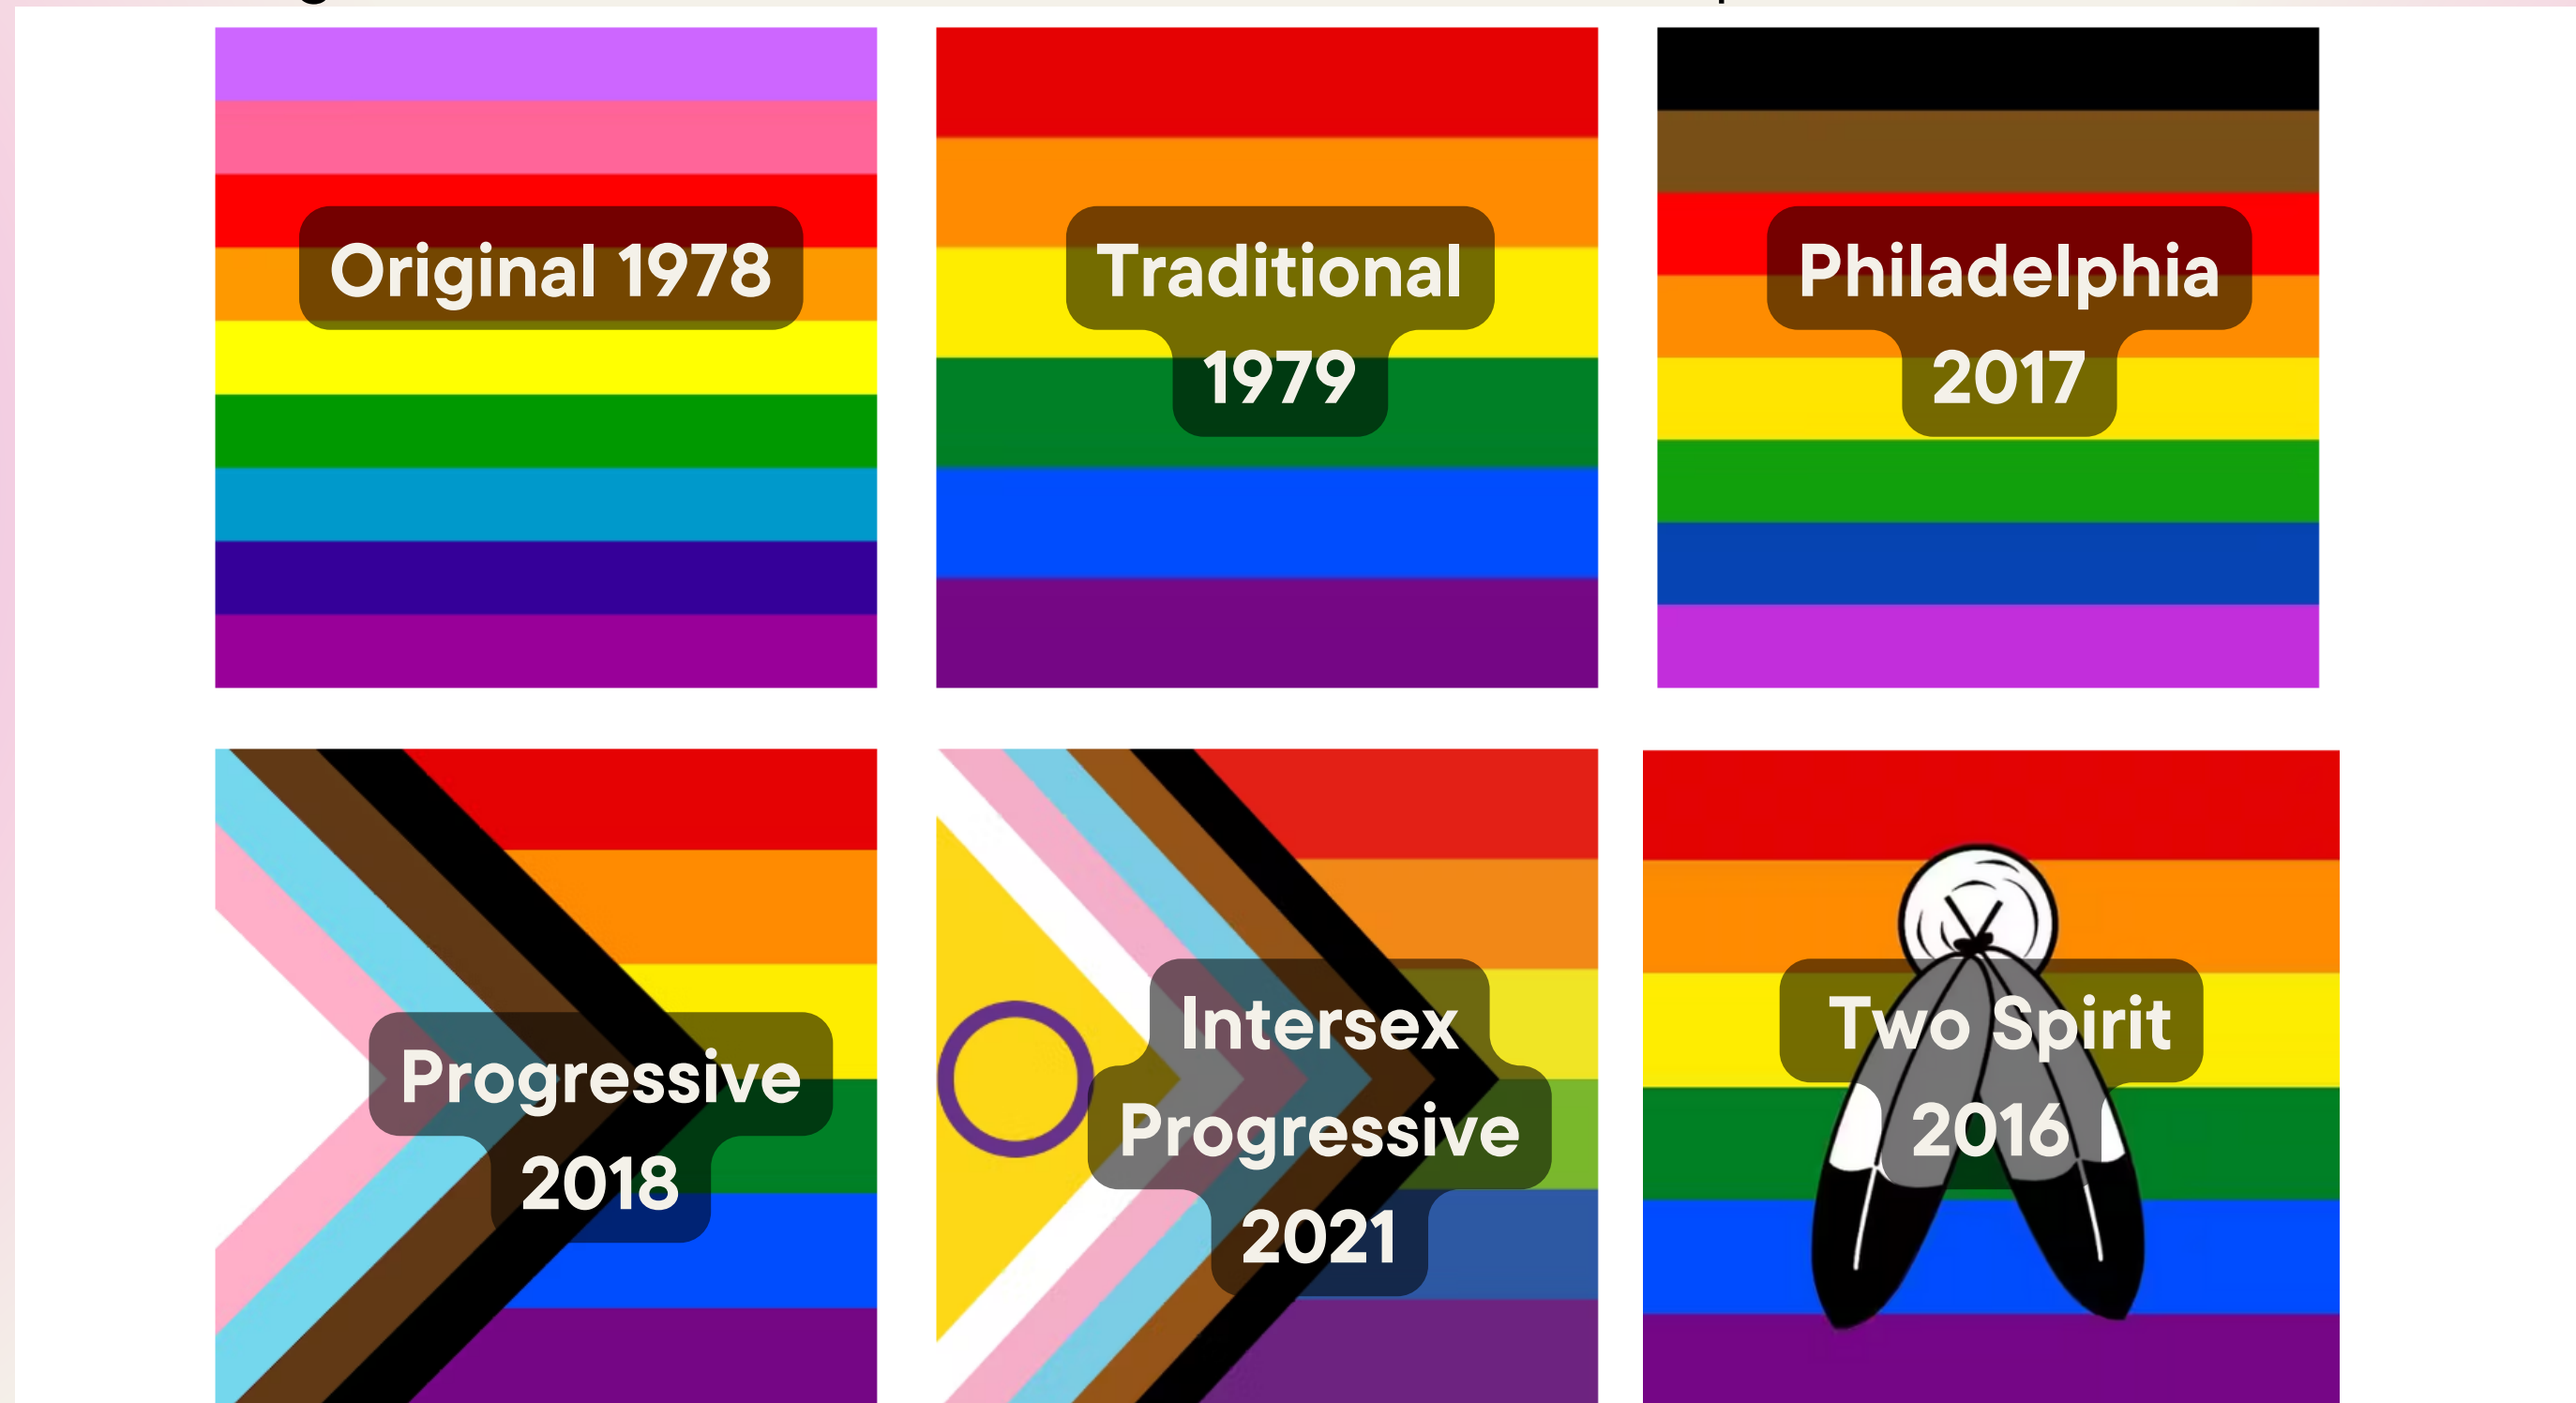 Original 1978
Traditional
1979
Philadelphia
2017
Progressive
2018
Intersex
Progressive
2021
Two Spirit
2016